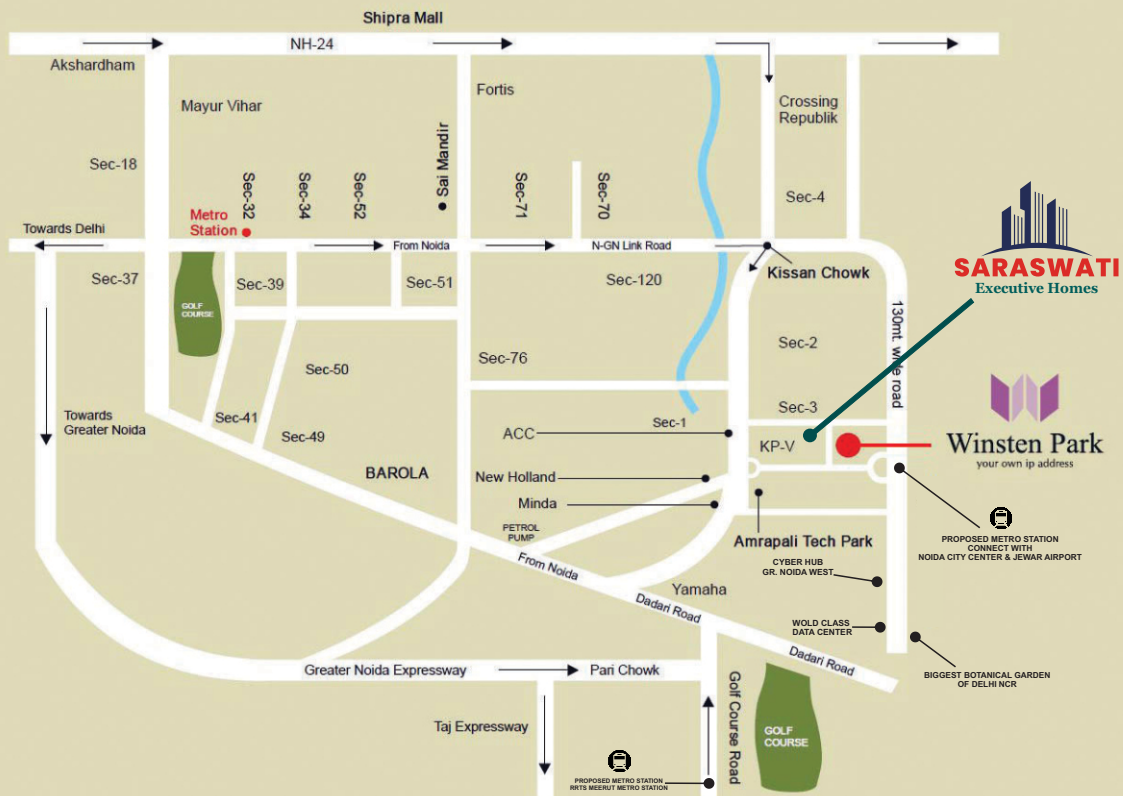 Shipra Mall
NH-24
Akshardham
Mayur Vihar
Fortis
Crossing
Republik
Sec-18
Sec-32
Sec-34
Sec-52
Sai Mandir
Sec-71
Sec-70
Sec-4
Metro
Station
Towards Delhi
From Noida
N-GN Link Road
Kissan Chowk
SARASWATI
Executive Homes
Sec-37
GOLF
COURSE
Sec-39
Sec-51
Sec-120
130mt. wide road
Sec-2
Sec-76
Sec-50
Sec-3
Towards
Greater Noida
Sec-41
Sec-49
Sec-1
ACC
KP-V
Winsten Park
your own ip address
BAROLA
New Holland
Minda
PETROL
PUMP
Amrapali Tech Park
PROPOSED METRO STATION
CONNECT WITH
NOIDA CITY CENTER & JEWAR AIRPORT
From Noida
CYBER HUB
GR. NOIDA WEST
Yamaha
Dadari Road
WOLD CLASS
DATA CENTER
Dadari Road
BIGGEST BOTANICAL GARDEN
OF DELHI NCR
Greater Noida Expressway
Pari Chowk
Golf Course Road
Taj Expressway
GOLF
COURSE
PROPOSED METRO STATION
RRTS MEERUT METRO STATION